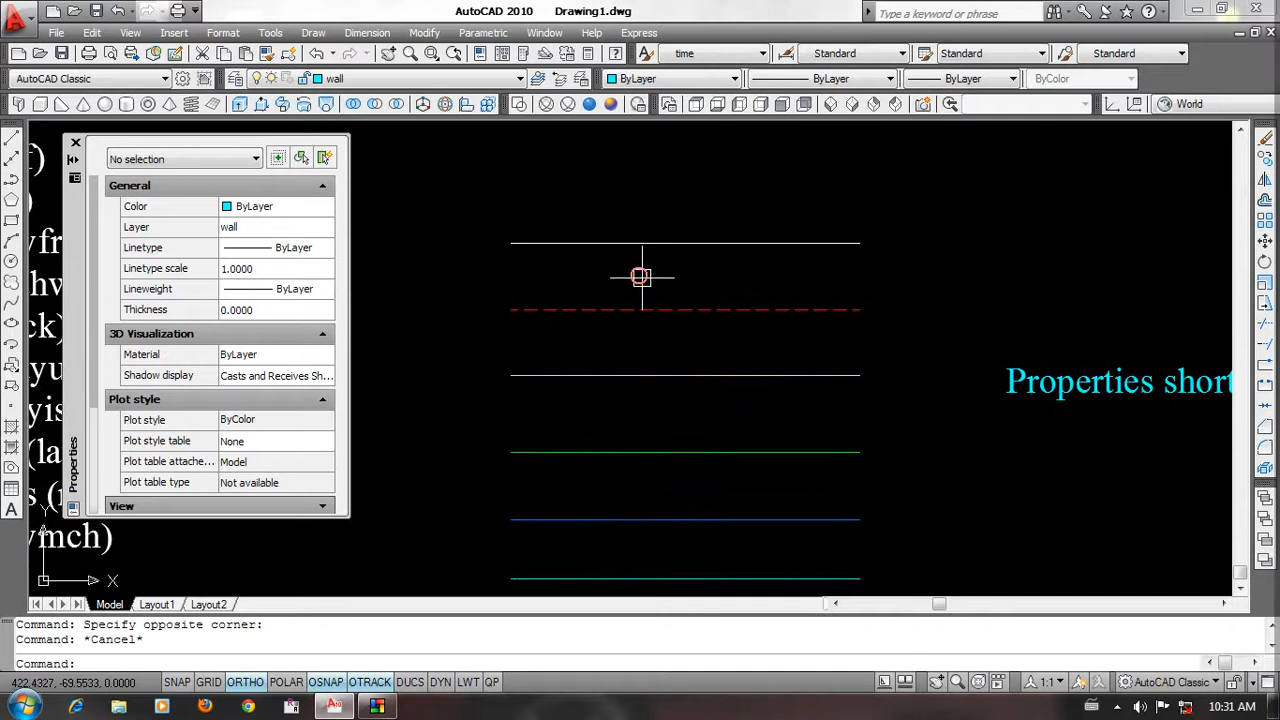 AutoCAD 2010 Drawing1.dwg
Type a keyword or phrase
File Edit View Insert Format Tools Draw Dimension Modify Parametric Window Help Express
time Standard Standard Standard
AutoCAD Classic wall ByLayer ByLayer ByLayer ByColor
World
No selection
General
Color ByLayer
Layer wall
Linetype ByLayer
Linetype scale 1.0000
Lineweight ByLayer
Thickness 0.0000
3D Visualization
Material ByLayer
Shadow display Casts and Receives Sh...
Plot style
Plot style ByColor
Plot style table None
Plot table attache... Model
Plot table type Not available
View
Properties
Properties short
ymch)
Y
X
Model Layout1 Layout2
Command: Specify opposite corner:
Command: *Cancel*
Command:
422.4327, -69.5533, 0.0000 SNAP GRID ORTHO POLAR OSNAP OTRACK DUCS DYN LWT QP 1:1 AutoCAD Classic
10:31 AM